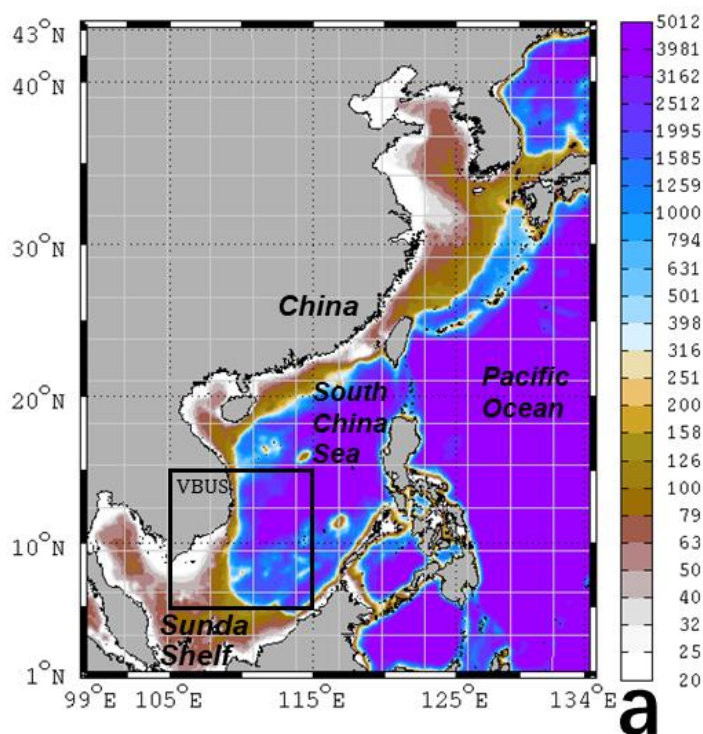 43°N
40°N
30°N
20°N
10°N
1°N
99°E 105°E 115°E 125°E 134°E
China
South
China
Sea
Pacific
Ocean
VBUS
Sunda
Shelf
5012
3981
3162
2512
1995
1585
1259
1000
794
631
501
398
316
251
200
158
126
100
79
63
50
40
32
25
20
a